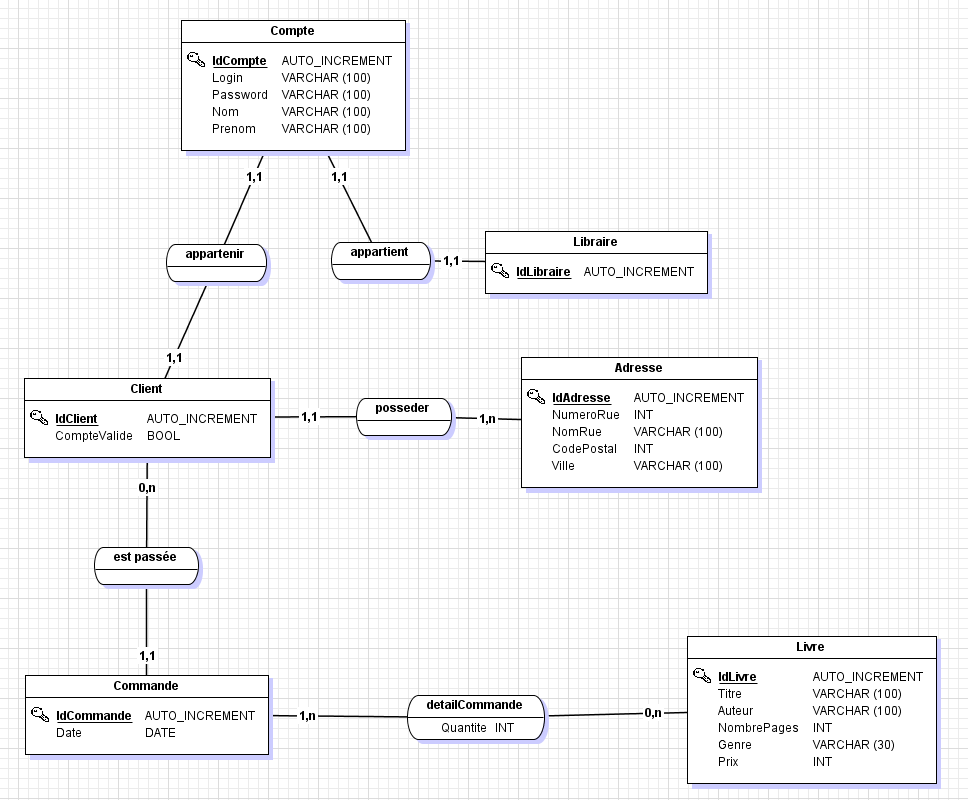 Compte
IdCompte AUTO_INCREMENT
Login VARCHAR (100)
Password VARCHAR (100)
Nom VARCHAR (100)
Prenom VARCHAR (100)
1,1 1,1
appartenir
appartient
1,1
Libraire
IdLibraire AUTO_INCREMENT
1,1
Client
IdClient AUTO_INCREMENT
CompteValide BOOL
1,1
posseder
1,n
Adresse
IdAdresse AUTO_INCREMENT
NumeroRue INT
NomRue VARCHAR (100)
CodePostal INT
Ville VARCHAR (100)
0,n
est passée
1,1
Commande
IdCommande AUTO_INCREMENT
Date DATE
1,n
detailCommande
Quantite INT
0,n
Livre
IdLivre AUTO_INCREMENT
Titre VARCHAR (100)
Auteur VARCHAR (100)
NombrePages INT
Genre VARCHAR (30)
Prix INT